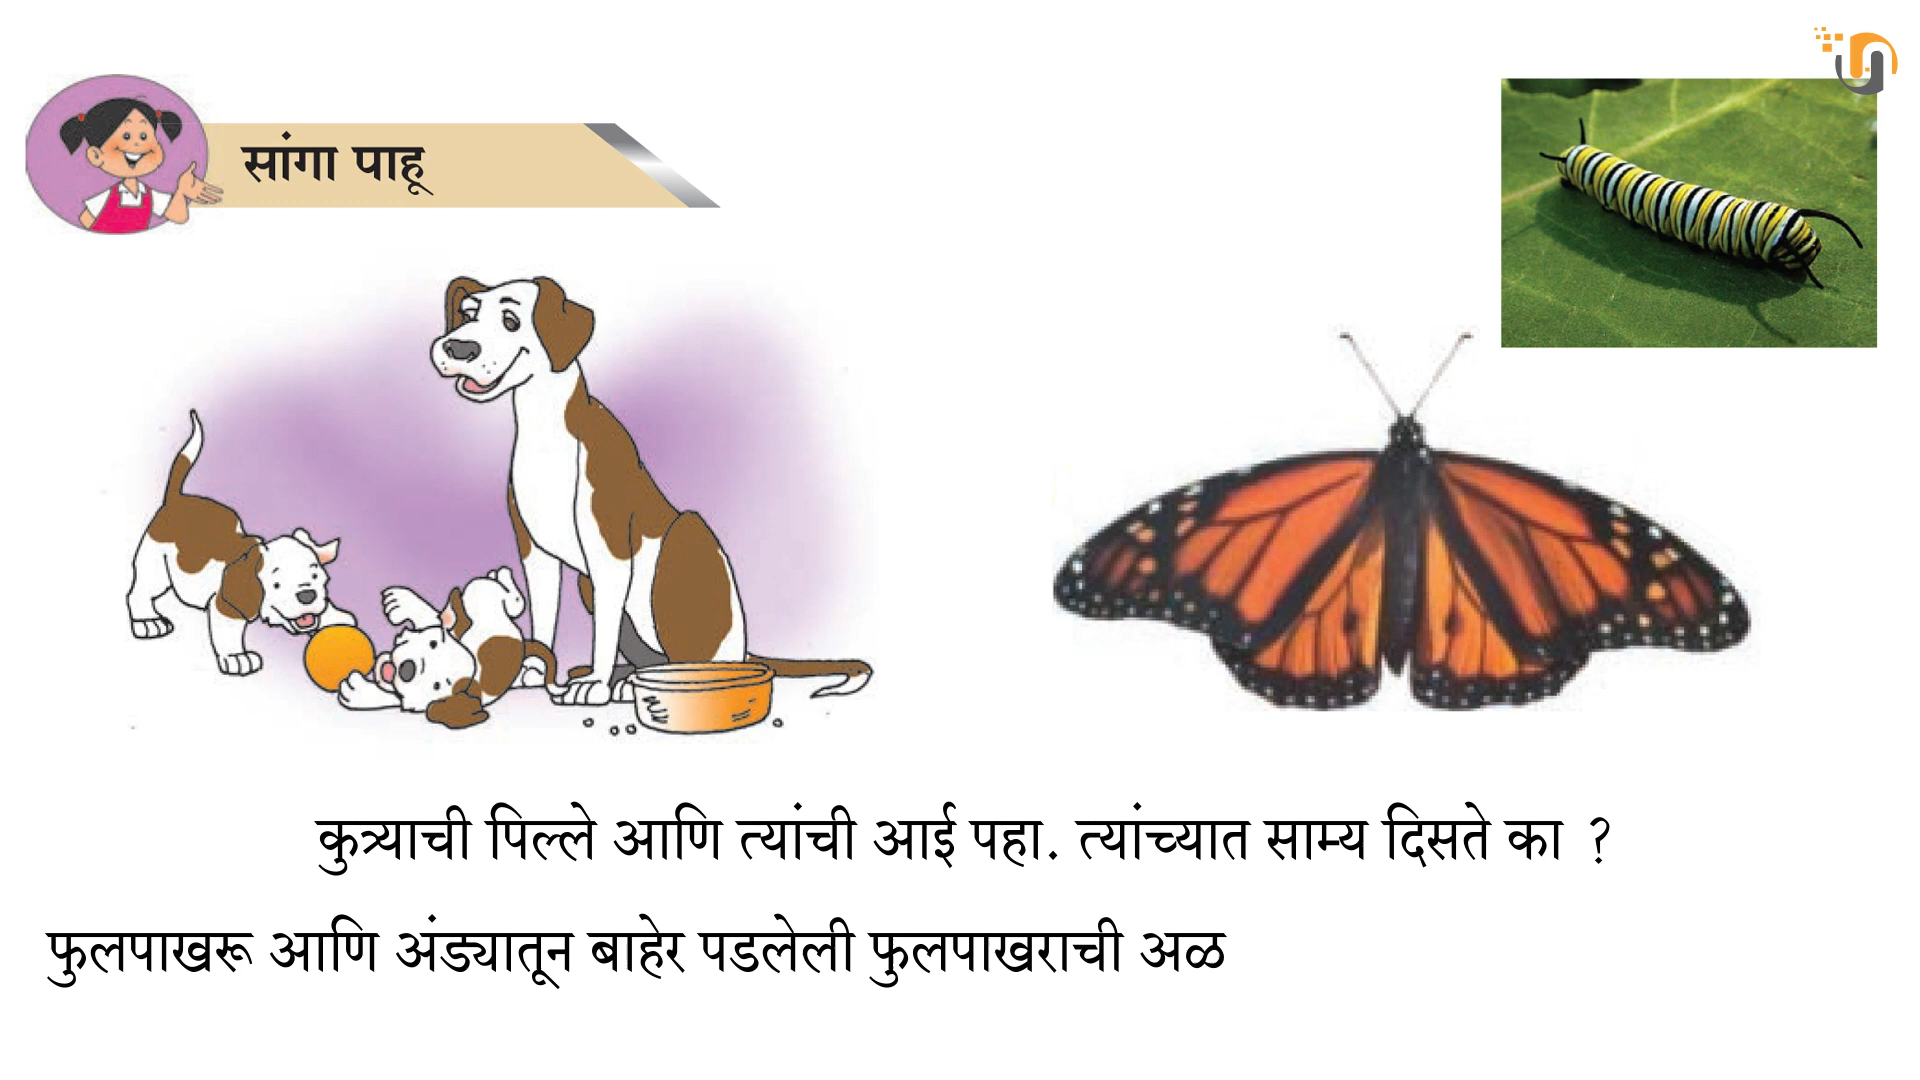 सांगा पाहू
कुत्र्याची पिल्ले आणि त्यांची आई पहा. त्यांच्यात साम्य दिसते का ?
फुलपाखरू आणि अंड्यातून बाहेर पडलेली फुलपाखराची अळ